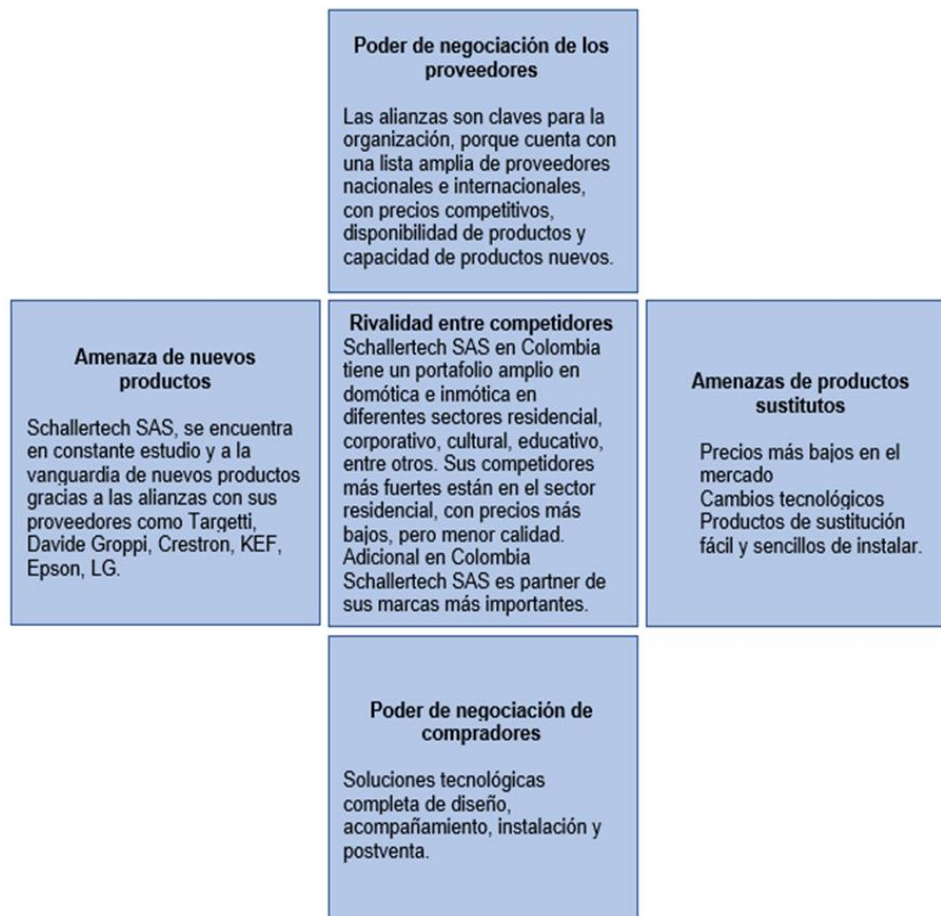 Poder de negociación de los
proveedores
Las alianzas son claves para la
organización, porque cuenta con
una lista amplia de proveedores
nacionales e internacionales,
con precios competitivos,
disponibilidad de productos y
capacidad de productos nuevos.
Amenaza de nuevos
productos
Schallertech SAS, se encuentra
en constante estudio y a la
vanguardia de nuevos productos
gracias a las alianzas con sus
proveedores como Targetti,
Davide Groppi, Crestron, KEF,
Epson, LG.
Rivalidad entre competidores
Schallertech SAS en Colombia
tiene un portafolio amplio en
domótica e inmótica en
diferentes sectores residencial,
corporativo, cultural, educativo,
entre otros. Sus competidores
más fuertes están en el sector
residencial, con precios más
bajos, pero menor calidad.
Adicional en Colombia
Schallertech SAS es partner de
sus marcas más importantes.
Amenazas de productos
sustitutos
Precios más bajos en el
mercado
Cambios tecnológicos
Productos de sustitución
fácil y sencillos de instalar.
Poder de negociación de
compradores
Soluciones tecnológicas
completa de diseño,
acompañamiento, instalación y
postventa.